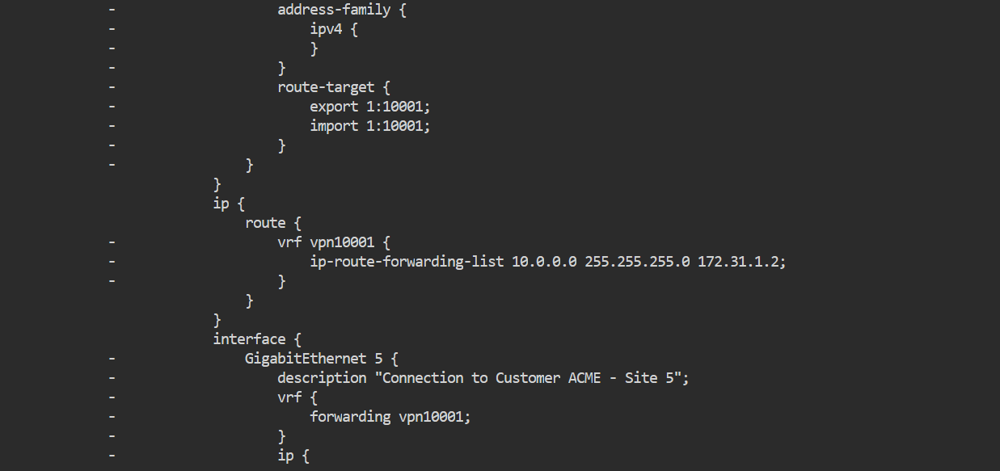 -                    address-family {
-                        ipv4 {
-                        }
-                    }
-                    route-target {
-                        export 1:10001;
-                        import 1:10001;
-                    }
-                }
             }
             ip {
                 route {
-                    vrf vpn10001 {
-                        ip-route-forwarding-list 10.0.0.0 255.255.255.0 172.31.1.2;
-                    }
                 }
             }
             interface {
-                GigabitEthernet 5 {
-                    description "Connection to Customer ACME - Site 5";
-                    vrf {
-                        forwarding vpn10001;
-                    }
-                    ip {